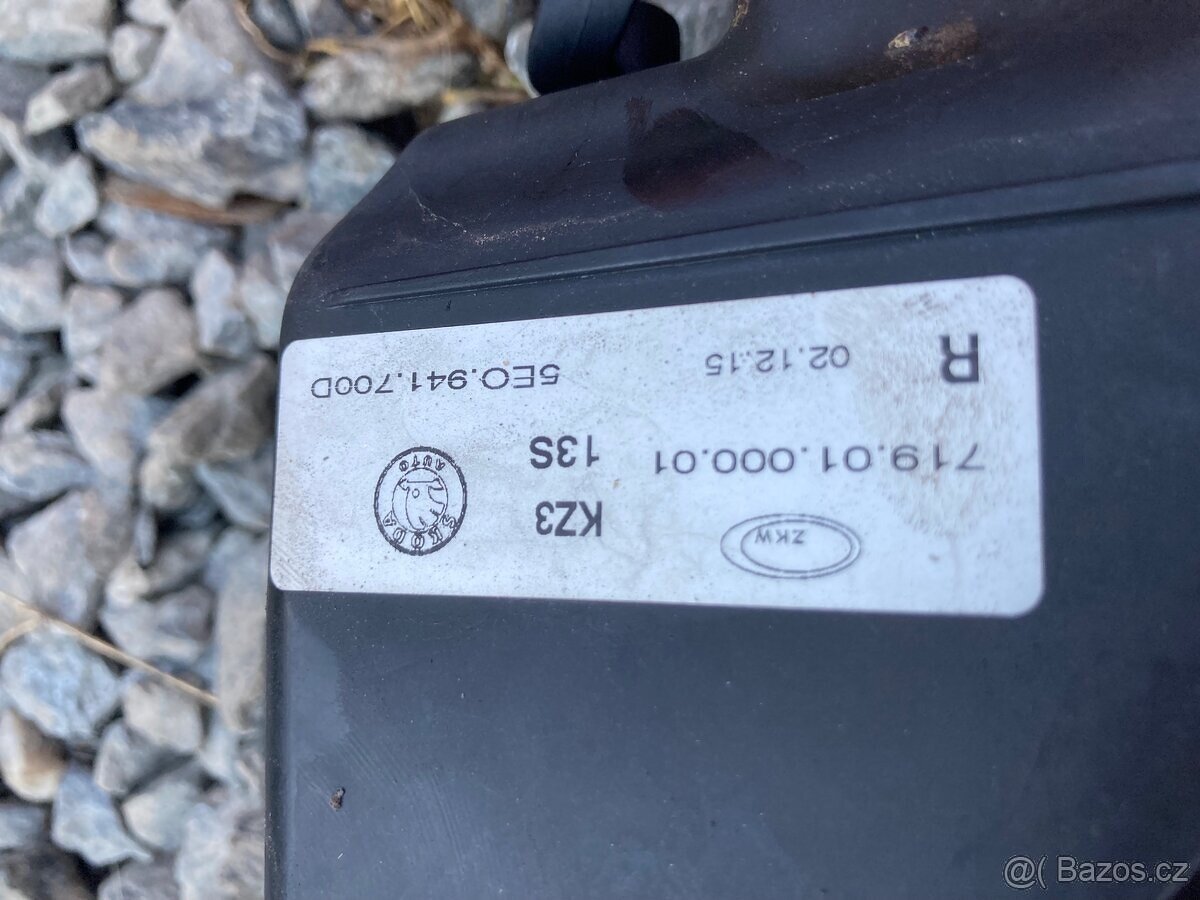 ZKW KZ3 ŠKODA AUTO
719.01.000.01 13S
R 02.12.15 5E0.941.700D
@( Bazos.cz